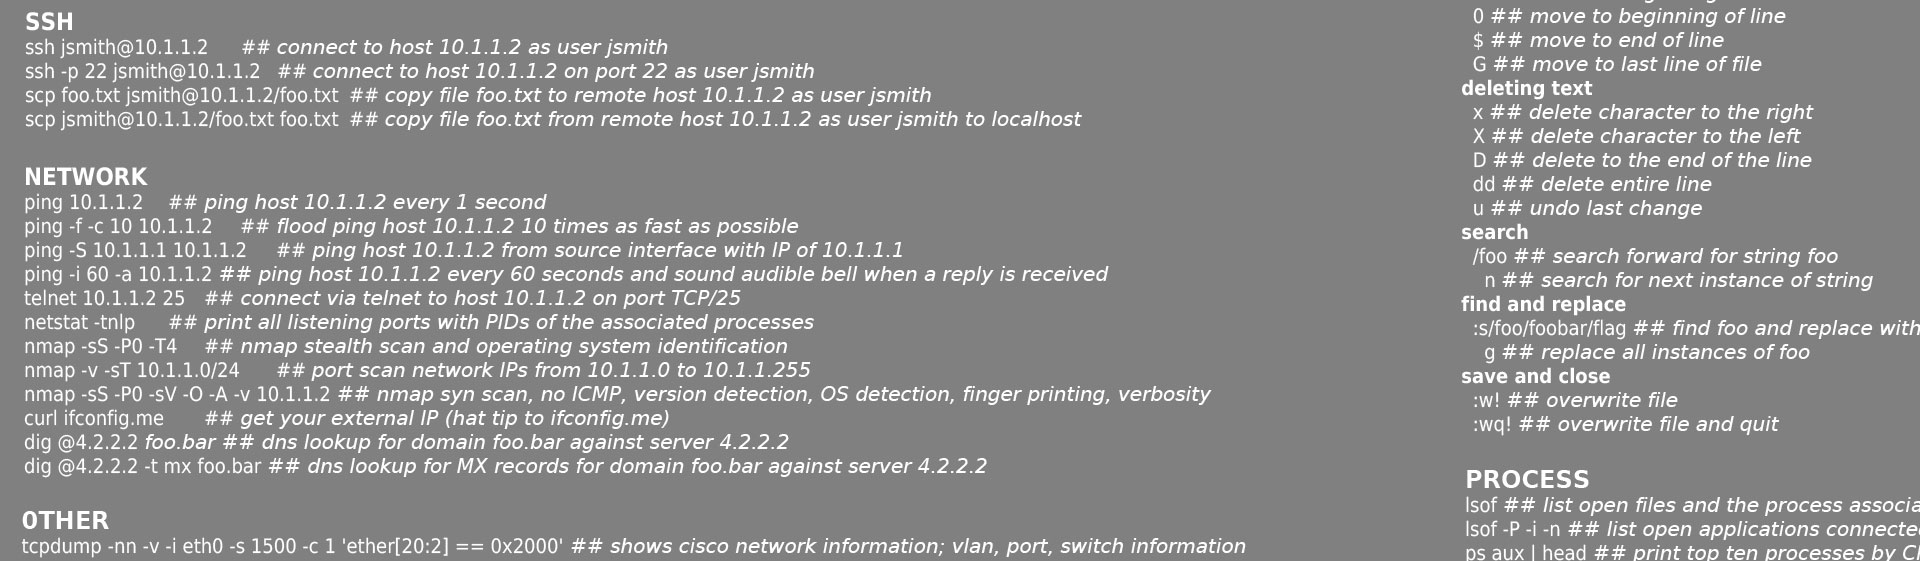 SSH
ssh jsmith@10.1.1.2 ## connect to host 10.1.1.2 as user jsmith
ssh -p 22 jsmith@10.1.1.2 ## connect to host 10.1.1.2 on port 22 as user jsmith
scp foo.txt jsmith@10.1.1.2/foo.txt ## copy file foo.txt to remote host 10.1.1.2 as user jsmith
scp jsmith@10.1.1.2/foo.txt foo.txt ## copy file foo.txt from remote host 10.1.1.2 as user jsmith to localhost
NETWORK
ping 10.1.1.2 ## ping host 10.1.1.2 every 1 second
ping -f -c 10 10.1.1.2 ## flood ping host 10.1.1.2 10 times as fast as possible
ping -S 10.1.1.1 10.1.1.2 ## ping host 10.1.1.2 from source interface with IP of 10.1.1.1
ping -i 60 -a 10.1.1.2 ## ping host 10.1.1.2 every 60 seconds and sound audible bell when a reply is received
telnet 10.1.1.2 25 ## connect via telnet to host 10.1.1.2 on port TCP/25
netstat -tnlp ## print all listening ports with PIDs of the associated processes
nmap -sS -P0 -T4 ## nmap stealth scan and operating system identification
nmap -v -sT 10.1.1.0/24 ## port scan network IPs from 10.1.1.0 to 10.1.1.255
nmap -sS -P0 -sV -O -A -v 10.1.1.2 ## nmap syn scan, no ICMP, version detection, OS detection, finger printing, verbosity
curl ifconfig.me ## get your external IP (hat tip to ifconfig.me)
dig @4.2.2.2 foo.bar ## dns lookup for domain foo.bar against server 4.2.2.2
dig @4.2.2.2 -t mx foo.bar ## dns lookup for MX records for domain foo.bar against server 4.2.2.2
0THER
tcpdump -nn -v -i eth0 -s 1500 -c 1 'ether[20:2] == 0x2000' ## shows cisco network information; vlan, port, switch information
0 ## move to beginning of line
$ ## move to end of line
G ## move to last line of file
deleting text
x ## delete character to the right
X ## delete character to the left
D ## delete to the end of the line
dd ## delete entire line
u ## undo last change
search
/foo ## search forward for string foo
n ## search for next instance of string
find and replace
:s/foo/foobar/flag ## find foo and replace with
g ## replace all instances of foo
save and close
:w! ## overwrite file
:wq! ## overwrite file and quit
PROCESS
lsof ## list open files and the process associa
lsof -P -i -n ## list open applications connected
ps aux | head ## print top ten processes by